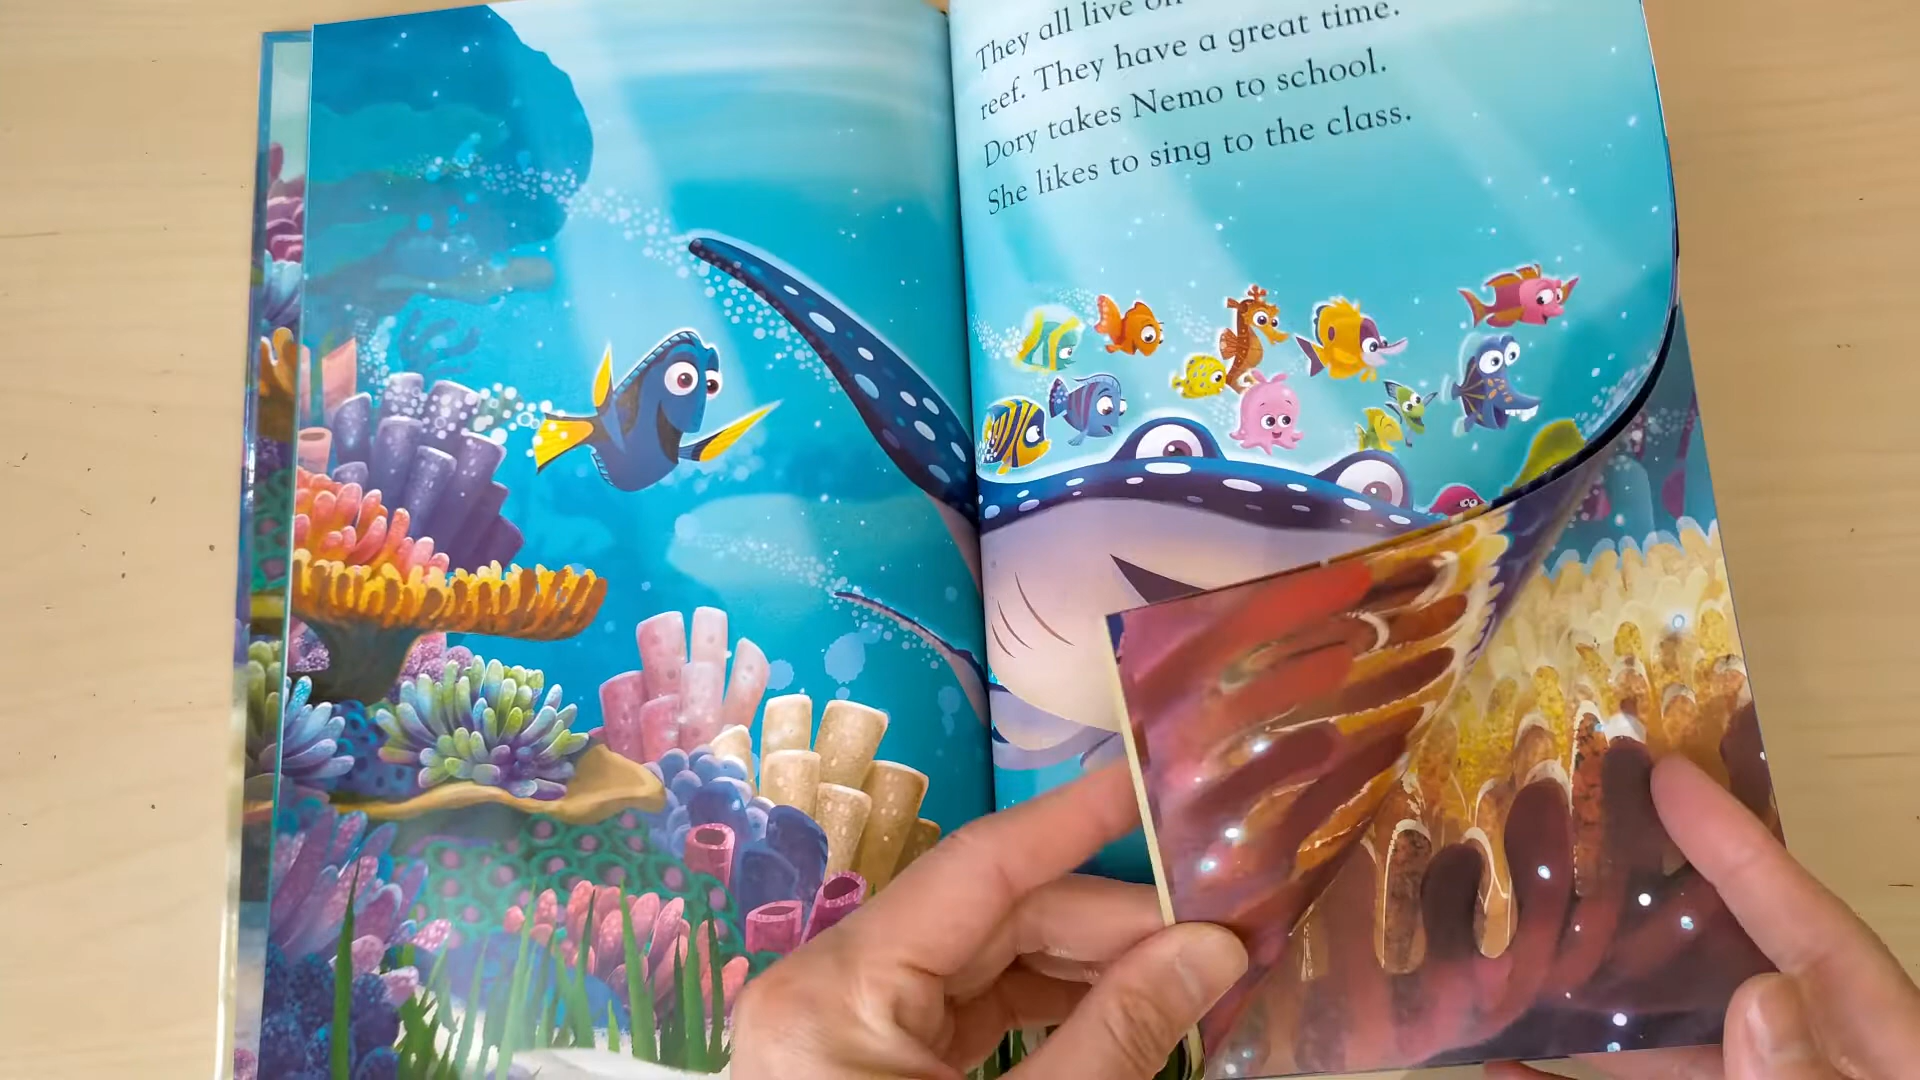 They all live on
reef. They have a great time.
Dory takes Nemo to school.
She likes to sing to the class.